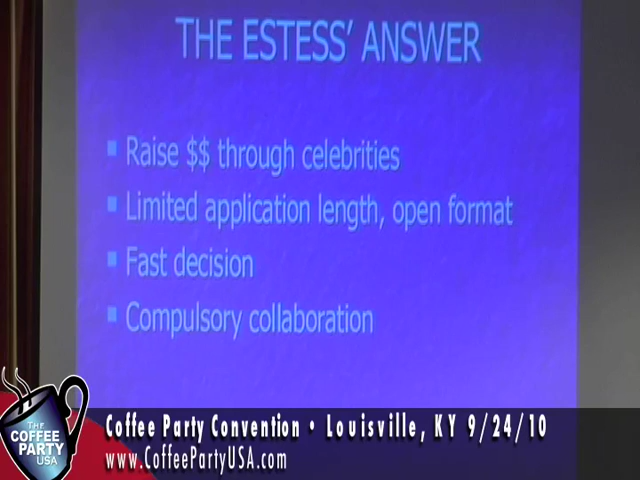 THE ESTESS' ANSWER
Raise $$ through celebrities
Limited application length, open format
Fast decision
Compulsory collaboration
THE
COFFEE
PARTY
USA
Coffee Party Convention • Louisville, KY 9/24/10
www.CoffeePartyUSA.com